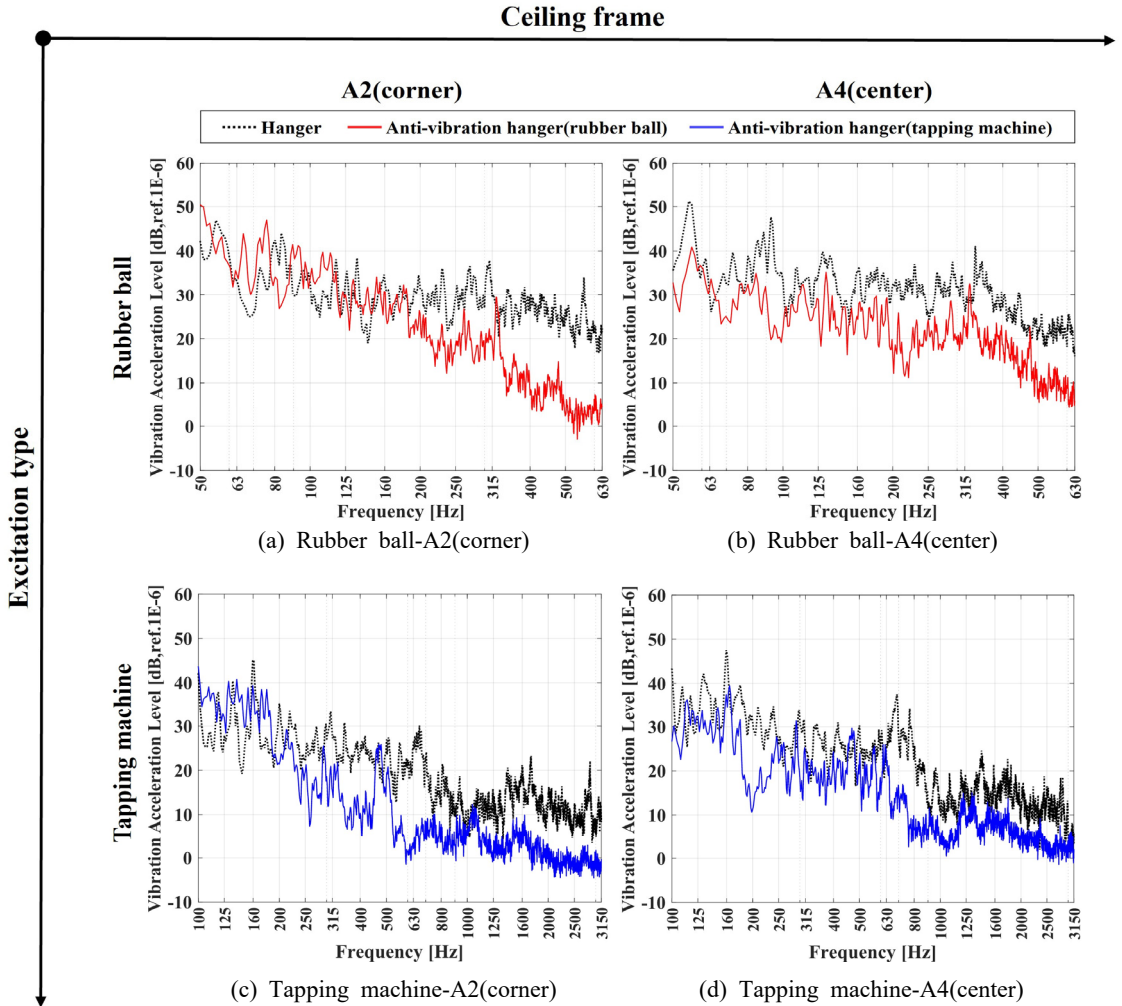 Ceiling frame
A2(corner)
A4(center)
Hanger Anti-vibration hanger(rubber ball) Anti-vibration hanger(tapping machine)
Excitation type
Rubber ball
Vibration Acceleration Level [dB,ref.1E-6]
60
50
40
30
20
10
0
-10
50 63 80 100 125 160 200 250 315 400 500 630
Frequency [Hz]
(a) Rubber ball-A2(corner)
Vibration Acceleration Level [dB,ref.1E-6]
60
50
40
30
20
10
0
-10
50 63 80 100 125 160 200 250 315 400 500 630
Frequency [Hz]
(b) Rubber ball-A4(center)
Tapping machine
Vibration Acceleration Level [dB,ref.1E-6]
60
50
40
30
20
10
0
-10
100 125 160 200 250 315 400 500 630 800 1000 1250 1600 2000 2500 3150
Frequency [Hz]
(c) Tapping machine-A2(corner)
Vibration Acceleration Level [dB,ref.1E-6]
60
50
40
30
20
10
0
-10
100 125 160 200 250 315 400 500 630 800 1000 1250 1600 2000 2500 3150
Frequency [Hz]
(d) Tapping machine-A4(center)